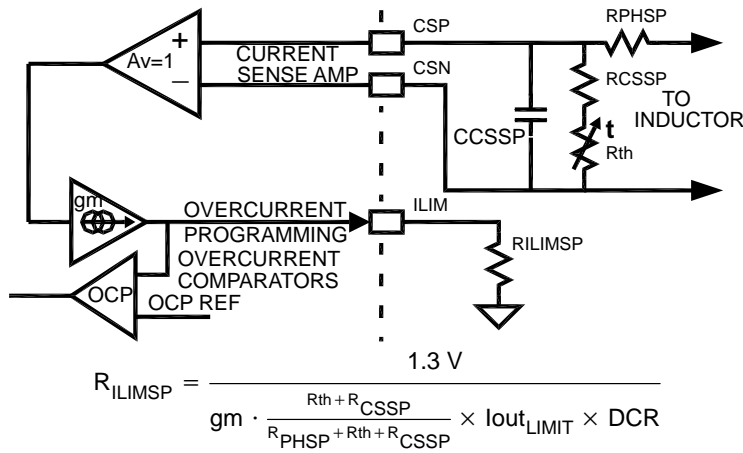 CSP
RPHSP
+
Av=1
−
CURRENT
SENSE AMP
CSN
RCSSP
TO
INDUCTOR
CCSSP
t
Rth
gm
OVERCURRENT
PROGRAMMING
ILIM
OVERCURRENT
COMPARATORS
RILIMSP
OCP
OCP REF
R_ILIMSP = 1.3 V / (gm · (Rth + R_CSSP) / (R_PHSP + Rth + R_CSSP) × Iout_LIMIT × DCR)